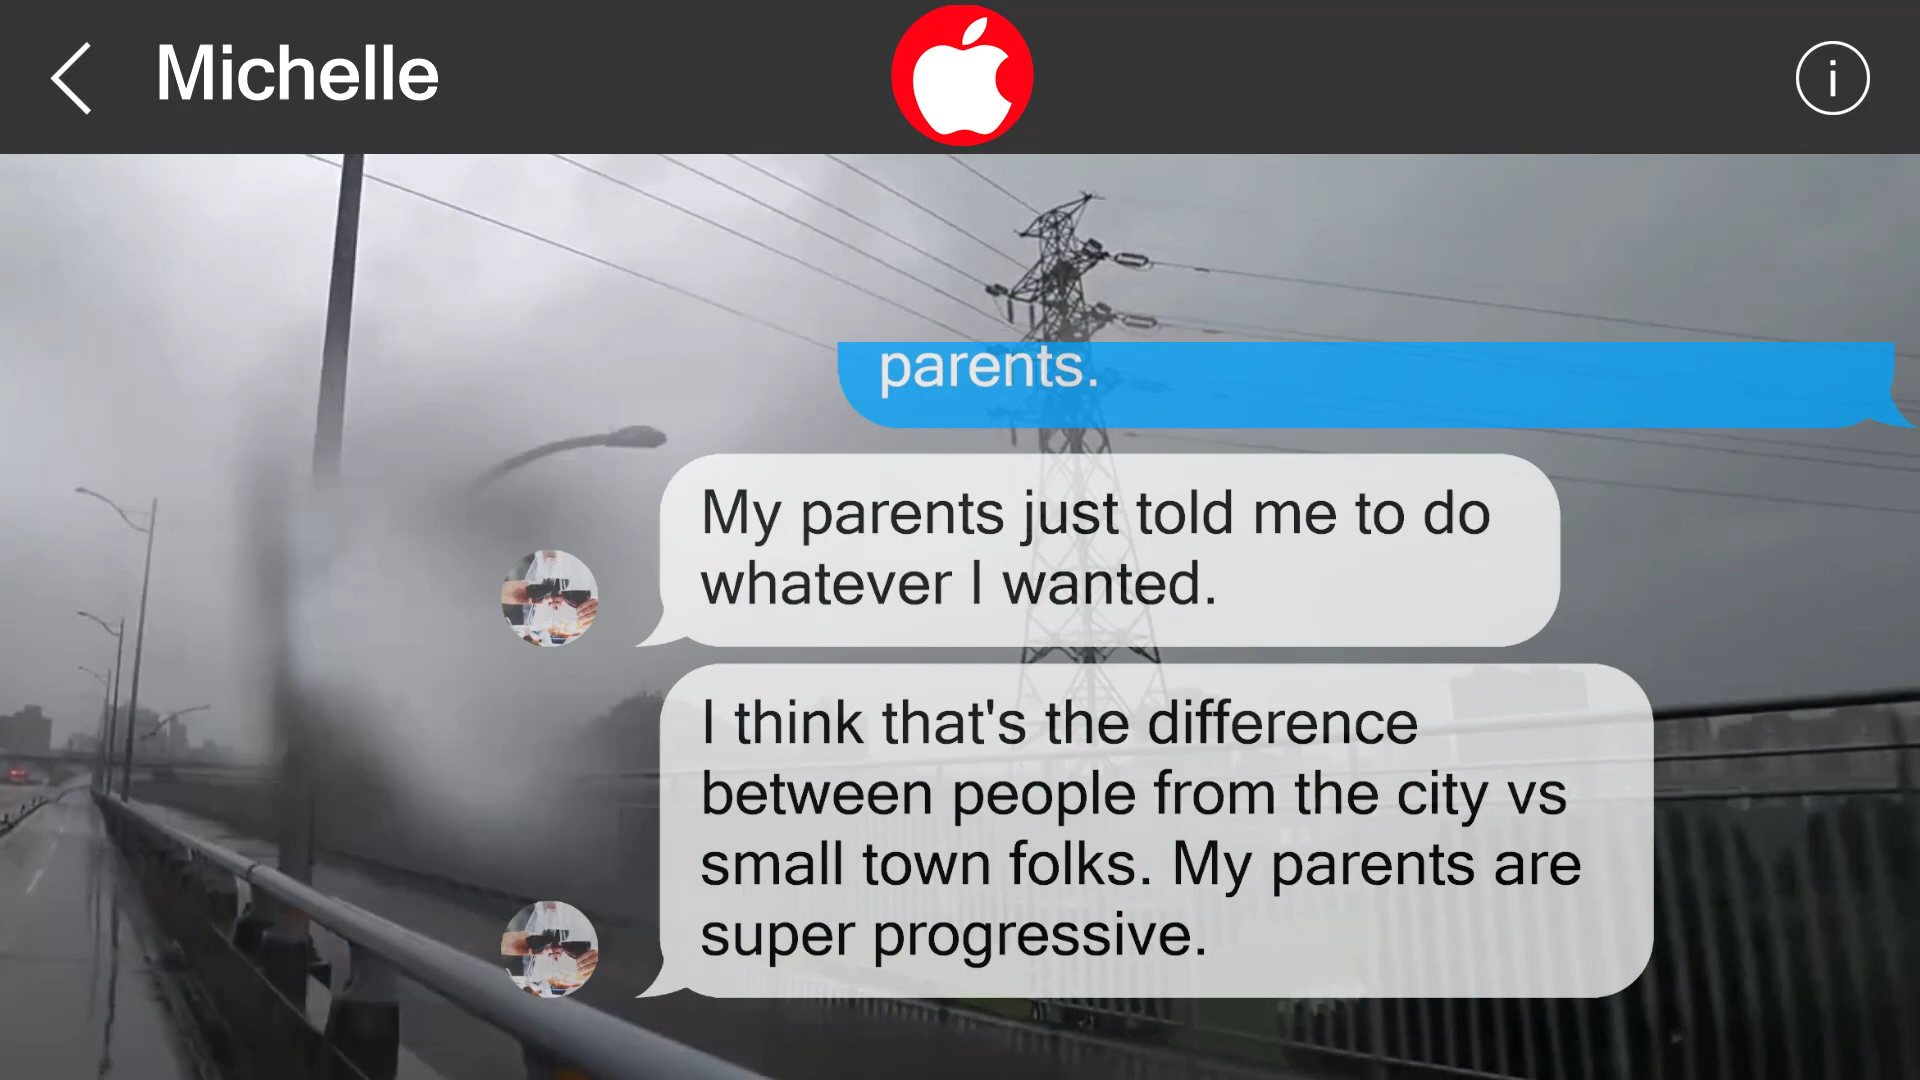 Michelle
i
parents.
My parents just told me to do
whatever I wanted.
I think that's the difference
between people from the city vs
small town folks. My parents are
super progressive.